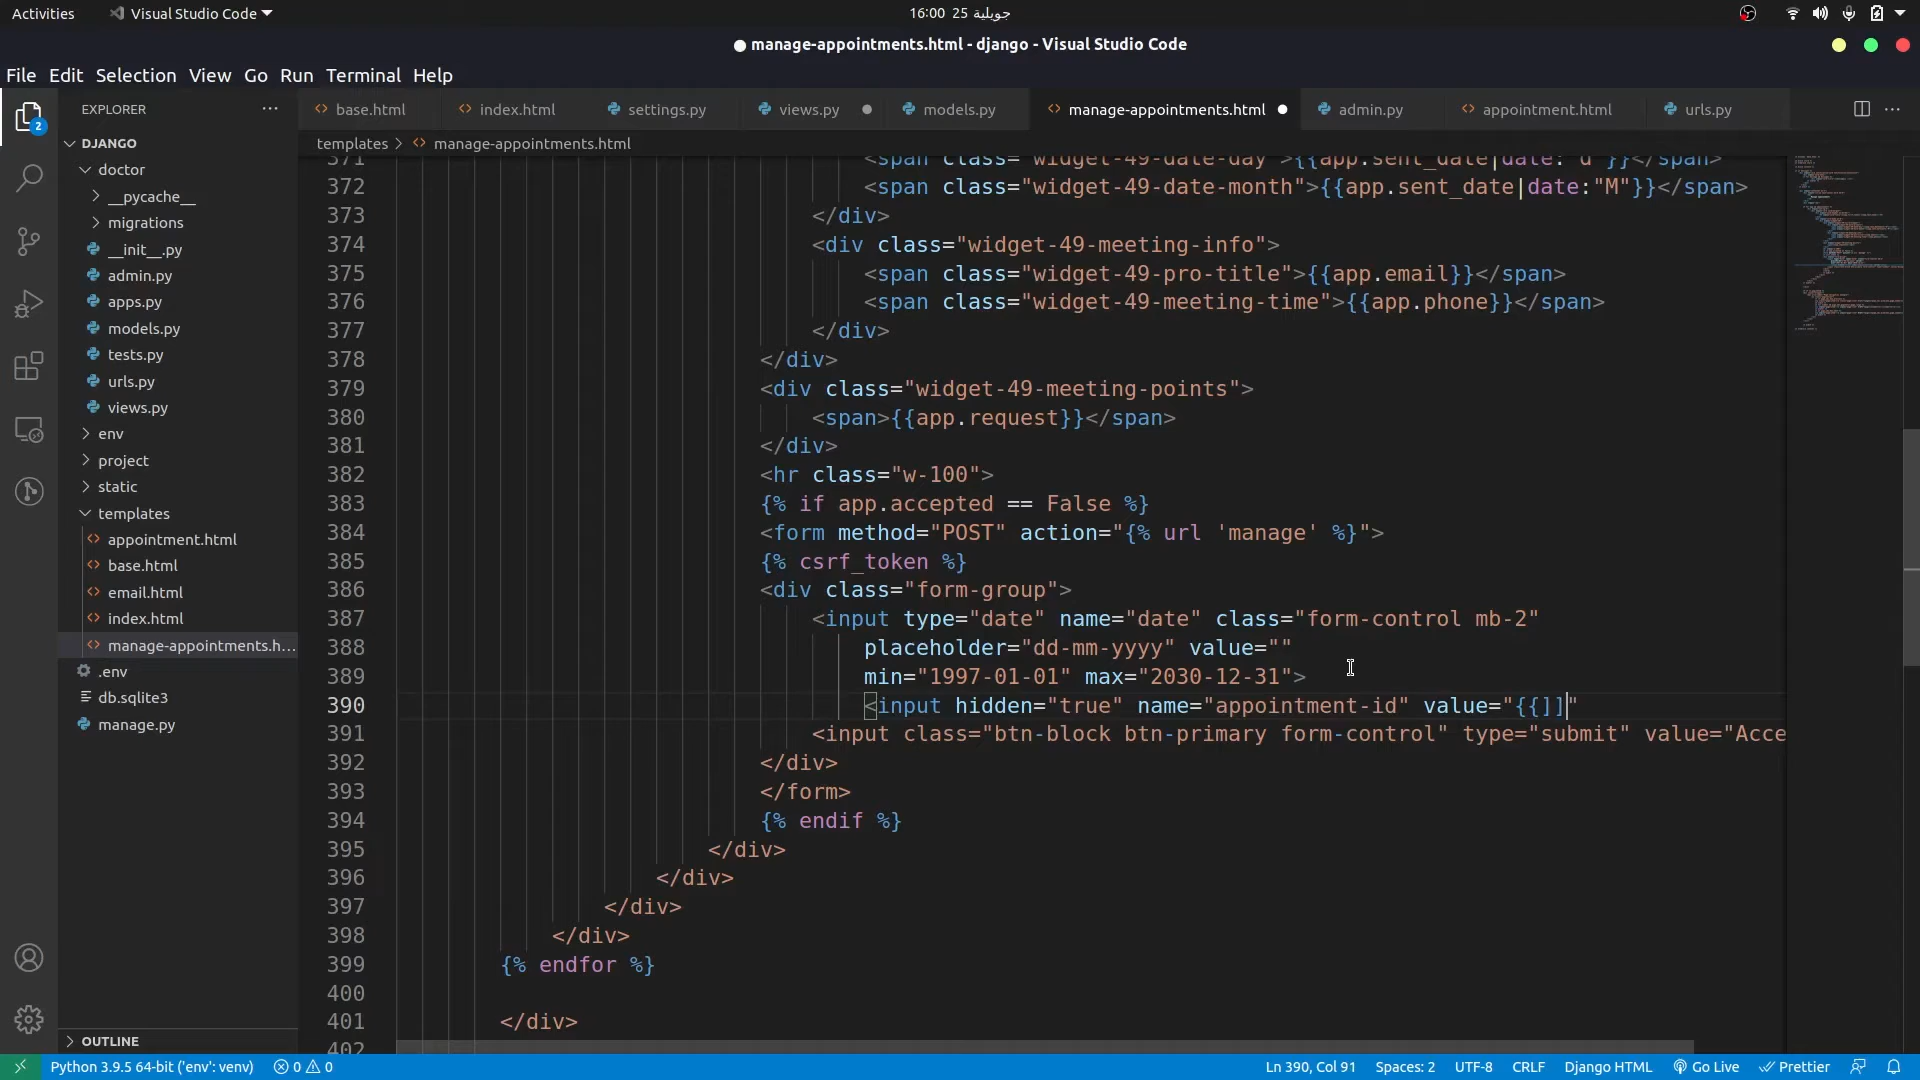 Activities
Visual Studio Code
16:00 25 جويلية
manage-appointments.html - django - Visual Studio Code
File Edit Selection View Go Run Terminal Help
EXPLORER
base.html
index.html
settings.py
views.py
models.py
manage-appointments.html
admin.py
appointment.html
urls.py
2
DJANGO
templates > manage-appointments.html
doctor
__pycache__
migrations
__init__.py
admin.py
apps.py
models.py
tests.py
urls.py
views.py
env
project
static
templates
appointment.html
base.html
email.html
index.html
manage-appointments.h...
.env
db.sqlite3
manage.py
OUTLINE
371 <span class="widget-49-date-day">{{app.sent_date|date:"d"}}</span>
372 <span class="widget-49-date-month">{{app.sent_date|date:"M"}}</span>
373 </div>
374 <div class="widget-49-meeting-info">
375 <span class="widget-49-pro-title">{{app.email}}</span>
376 <span class="widget-49-meeting-time">{{app.phone}}</span>
377 </div>
378 </div>
379 <div class="widget-49-meeting-points">
380 <span>{{app.request}}</span>
381 </div>
382 <hr class="w-100">
383 {% if app.accepted == False %}
384 <form method="POST" action="{% url 'manage' %}">
385 {% csrf_token %}
386 <div class="form-group">
387 <input type="date" name="date" class="form-control mb-2"
388 placeholder="dd-mm-yyyy" value=""
389 min="1997-01-01" max="2030-12-31">
390 <input hidden="true" name="appointment-id" value="{{]]"
391 <input class="btn-block btn-primary form-control" type="submit" value="Acce
392 </div>
393 </form>
394 {% endif %}
395 </div>
396 </div>
397 </div>
398 </div>
399 {% endfor %}
400
401 </div>
402
Python 3.9.5 64-bit ('env': venv)
0
0
Ln 390, Col 91
Spaces: 2
UTF-8
CRLF
Django HTML
Go Live
Prettier